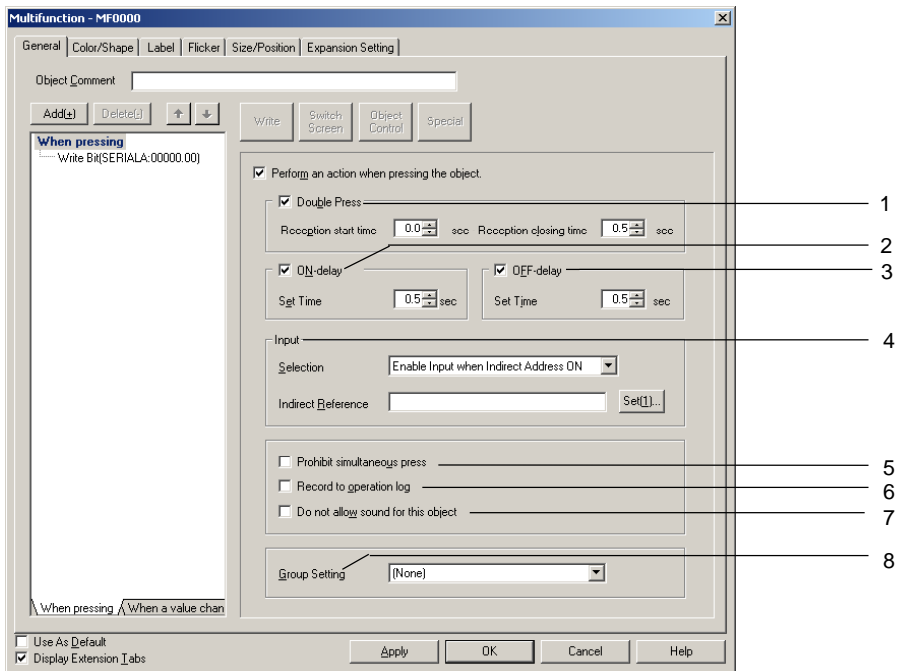 Multifunction - MF0000
General Color/Shape Label Flicker Size/Position Expansion Setting
Object Comment
Add(+) Delete(-)
Write Switch Screen Object Control Special
When pressing
Write Bit(SERIALA:00000.00)
Perform an action when pressing the object.
Double Press 1
Reception start time 0.0 sec Reception closing time 0.5 sec
2
ON-delay OFF-delay 3
Set Time 0.5 sec Set Time 0.5 sec
Input 4
Selection Enable Input when Indirect Address ON
Indirect Reference Set(1)...
Prohibit simultaneous press 5
Record to operation log 6
Do not allow sound for this object 7
8
Group Setting (None)
When pressing When a value chan
Use As Default
Display Extension Tabs
Apply OK Cancel Help